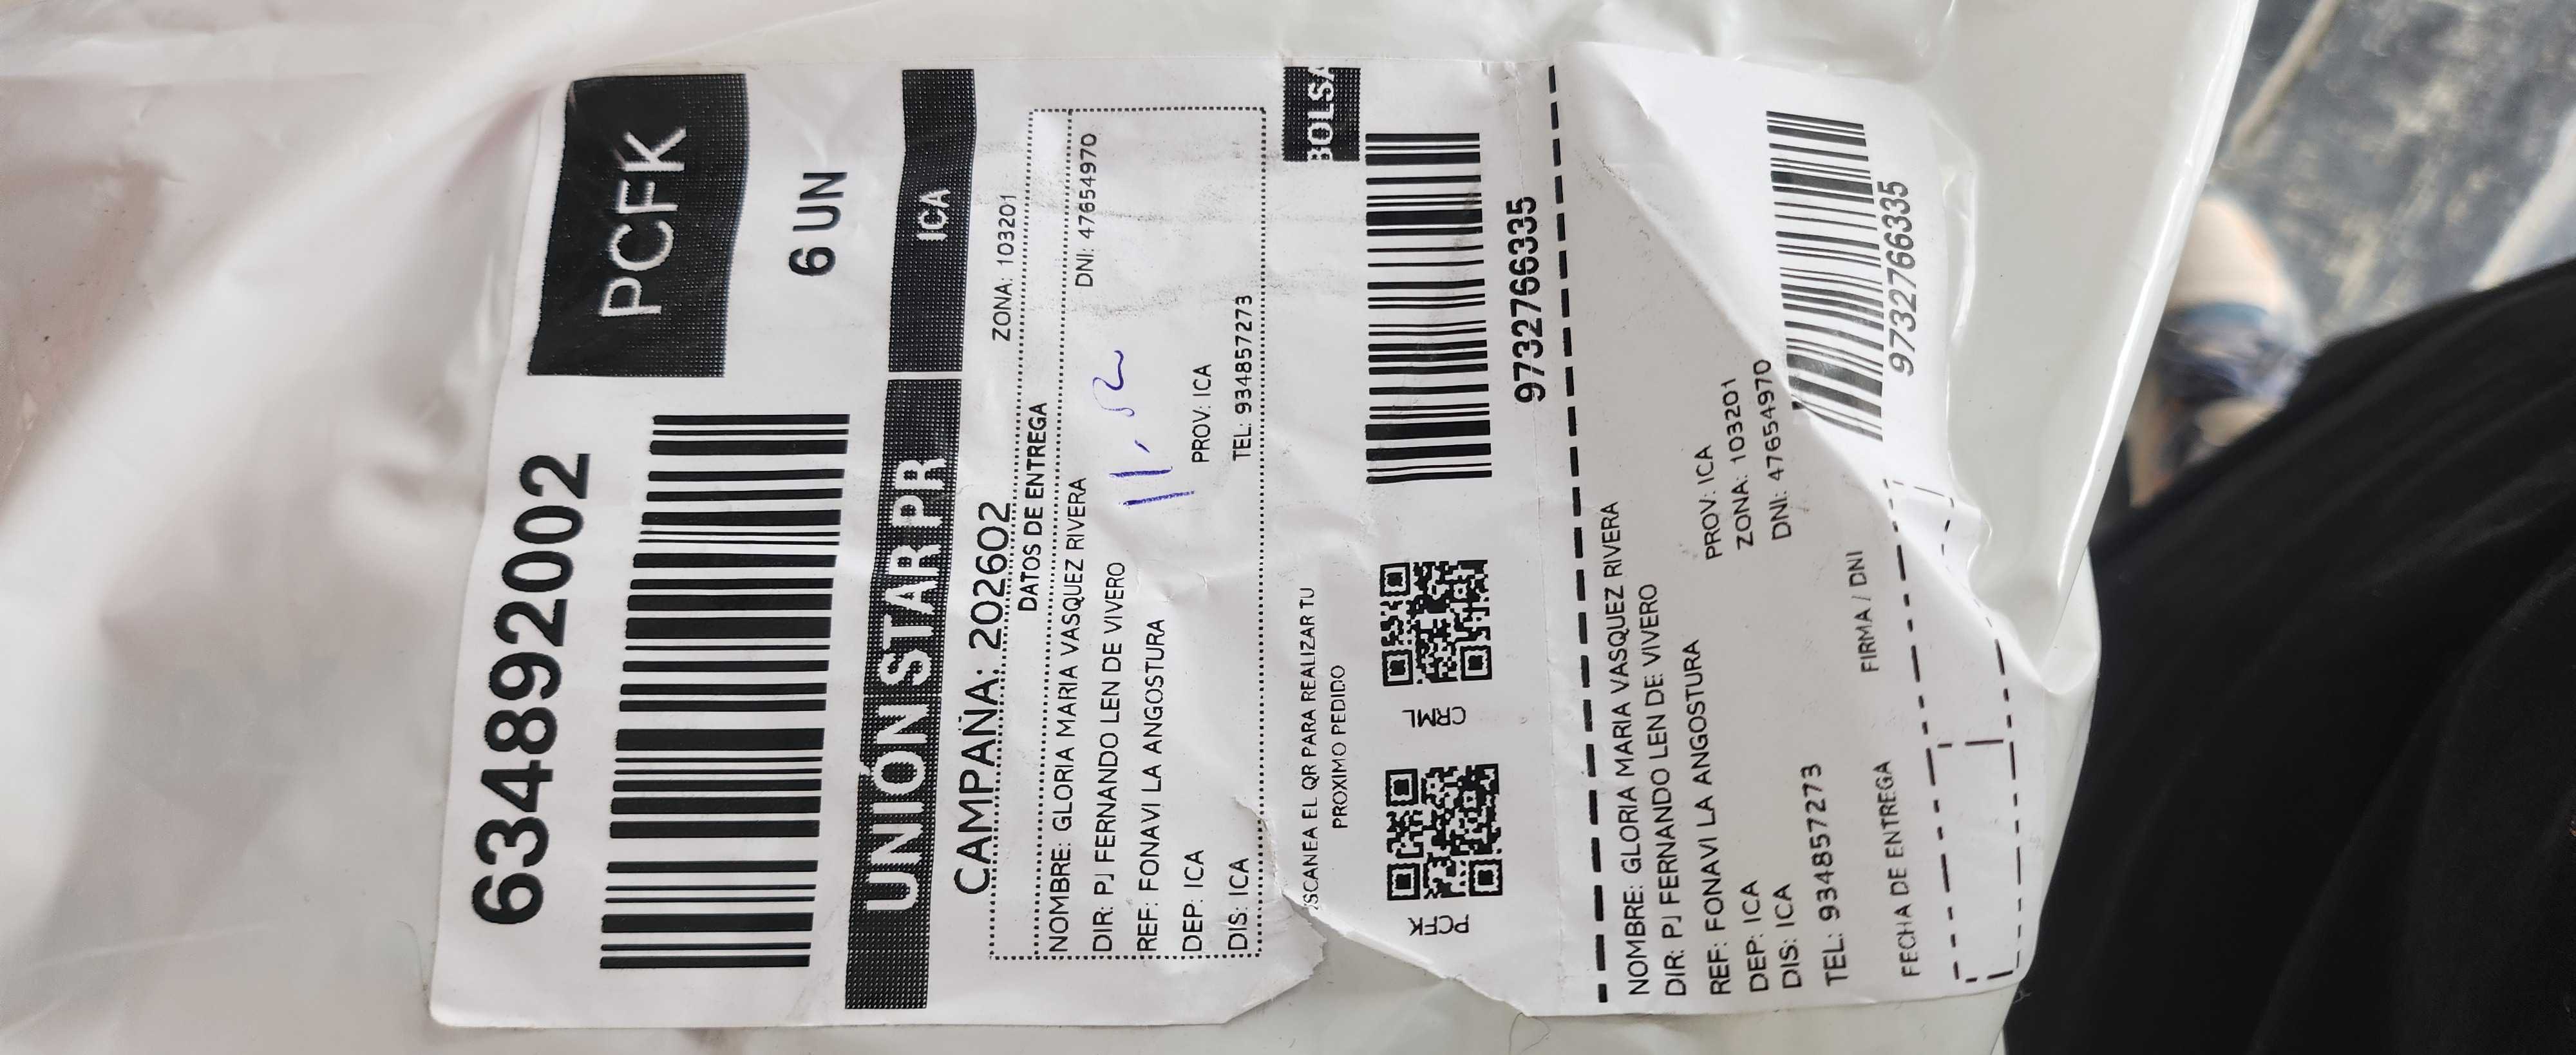 634892002
PCFK
6 UN
UNIÓN STAR PR
ICA
CAMPAÑA: 202602
ZONA: 103201
DATOS DE ENTREGA
NOMBRE: GLORIA MARIA VASQUEZ RIVERA
DNI: 47654970
DIR: PJ FERNANDO LEN DE VIVERO
11,52
REF: FONAVI LA ANGOSTURA
DEP: ICA
PROV: ICA
DIS: ICA
TEL: 934857273
BOLSA
SCANEA EL QR PARA REALIZAR TU
PROXIMO PEDIDO
PCFK
CRML
9732766335
NOMBRE: GLORIA MARIA VASQUEZ RIVERA
DIR: PJ FERNANDO LEN DE VIVERO
REF: FONAVI LA ANGOSTURA
DEP: ICA
PROV: ICA
DIS: ICA
ZONA: 103201
TEL: 934857273
DNI: 47654970
9732766335
FECHA DE ENTREGA
FIRMA / DNI